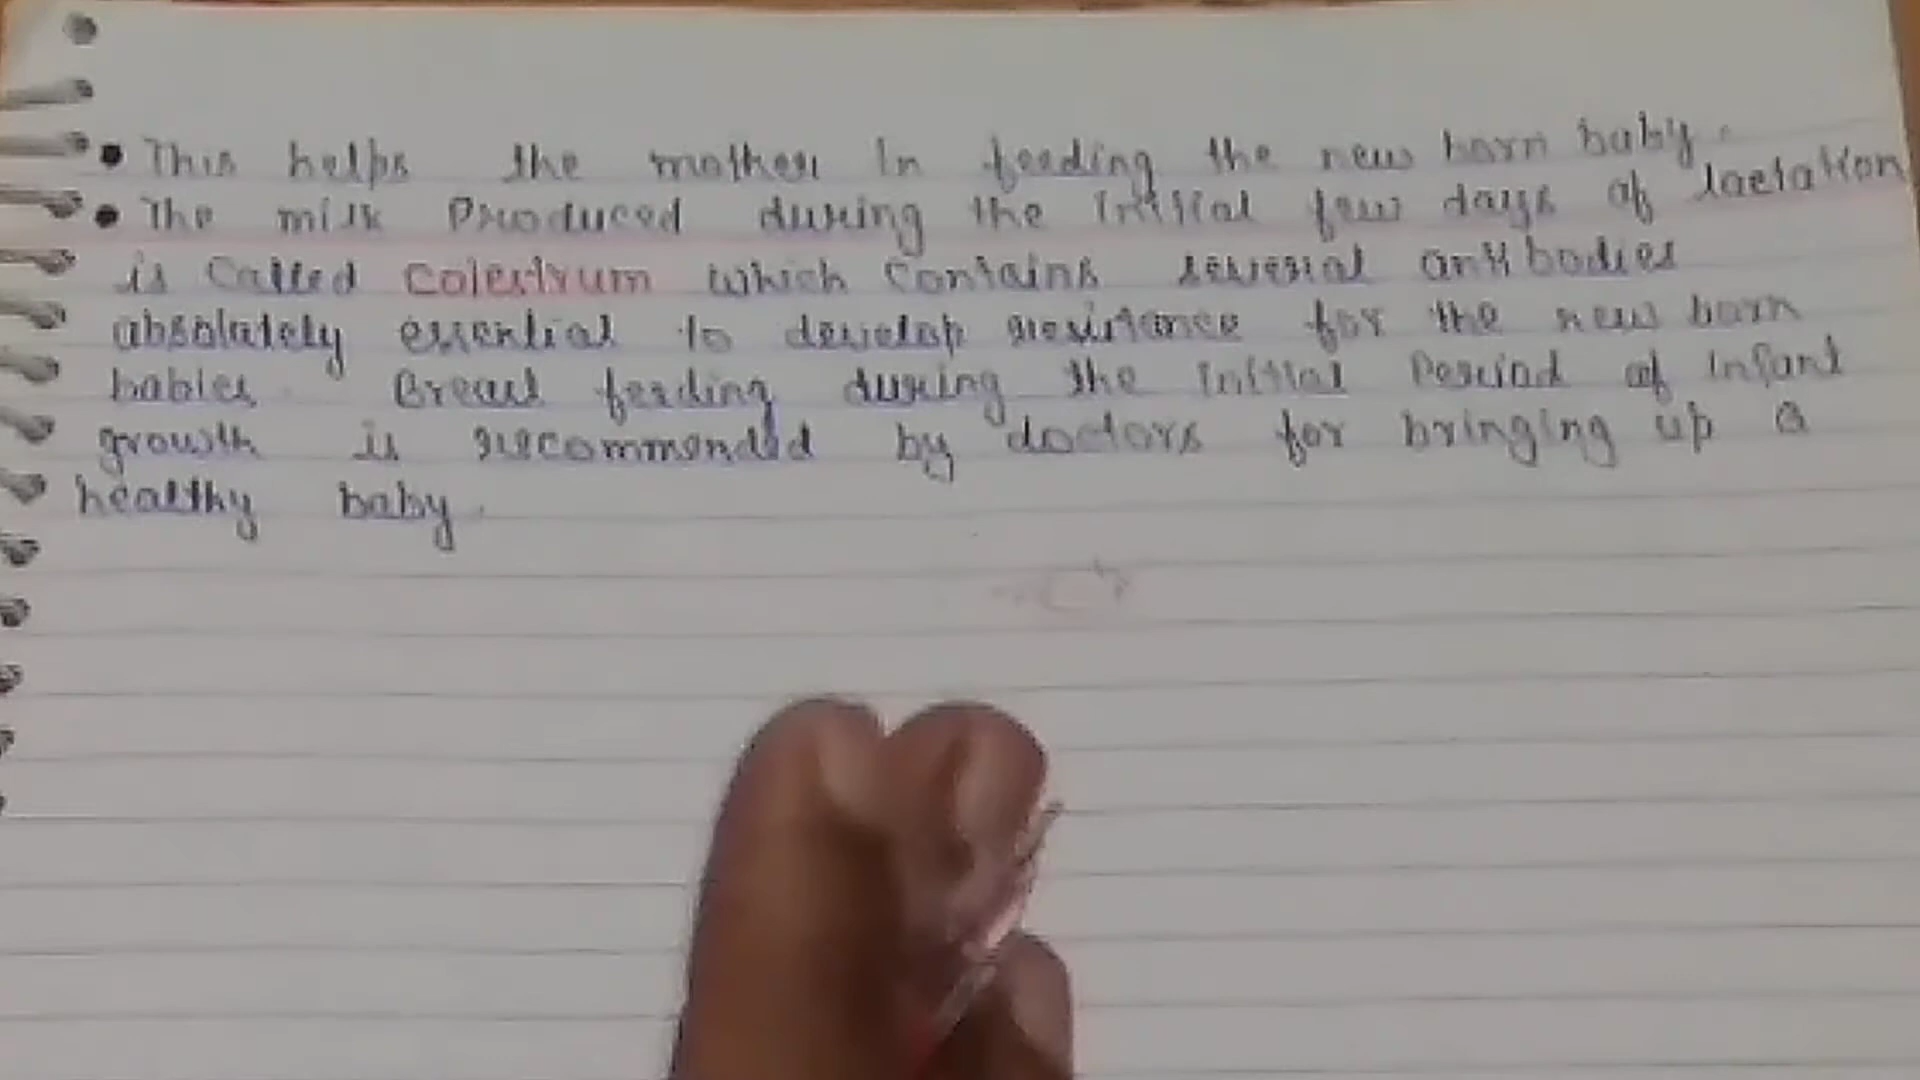 • This helps the mother In feeding the new born baby.
• The milk Produced during the initial few days of lactation
is called colestrum which contains several antibodies
absolutely essential to develop resistance for the new born
babies. Breast feeding during the initial Period of infant
growth is recommended by doctors for bringing up a
healthy baby.